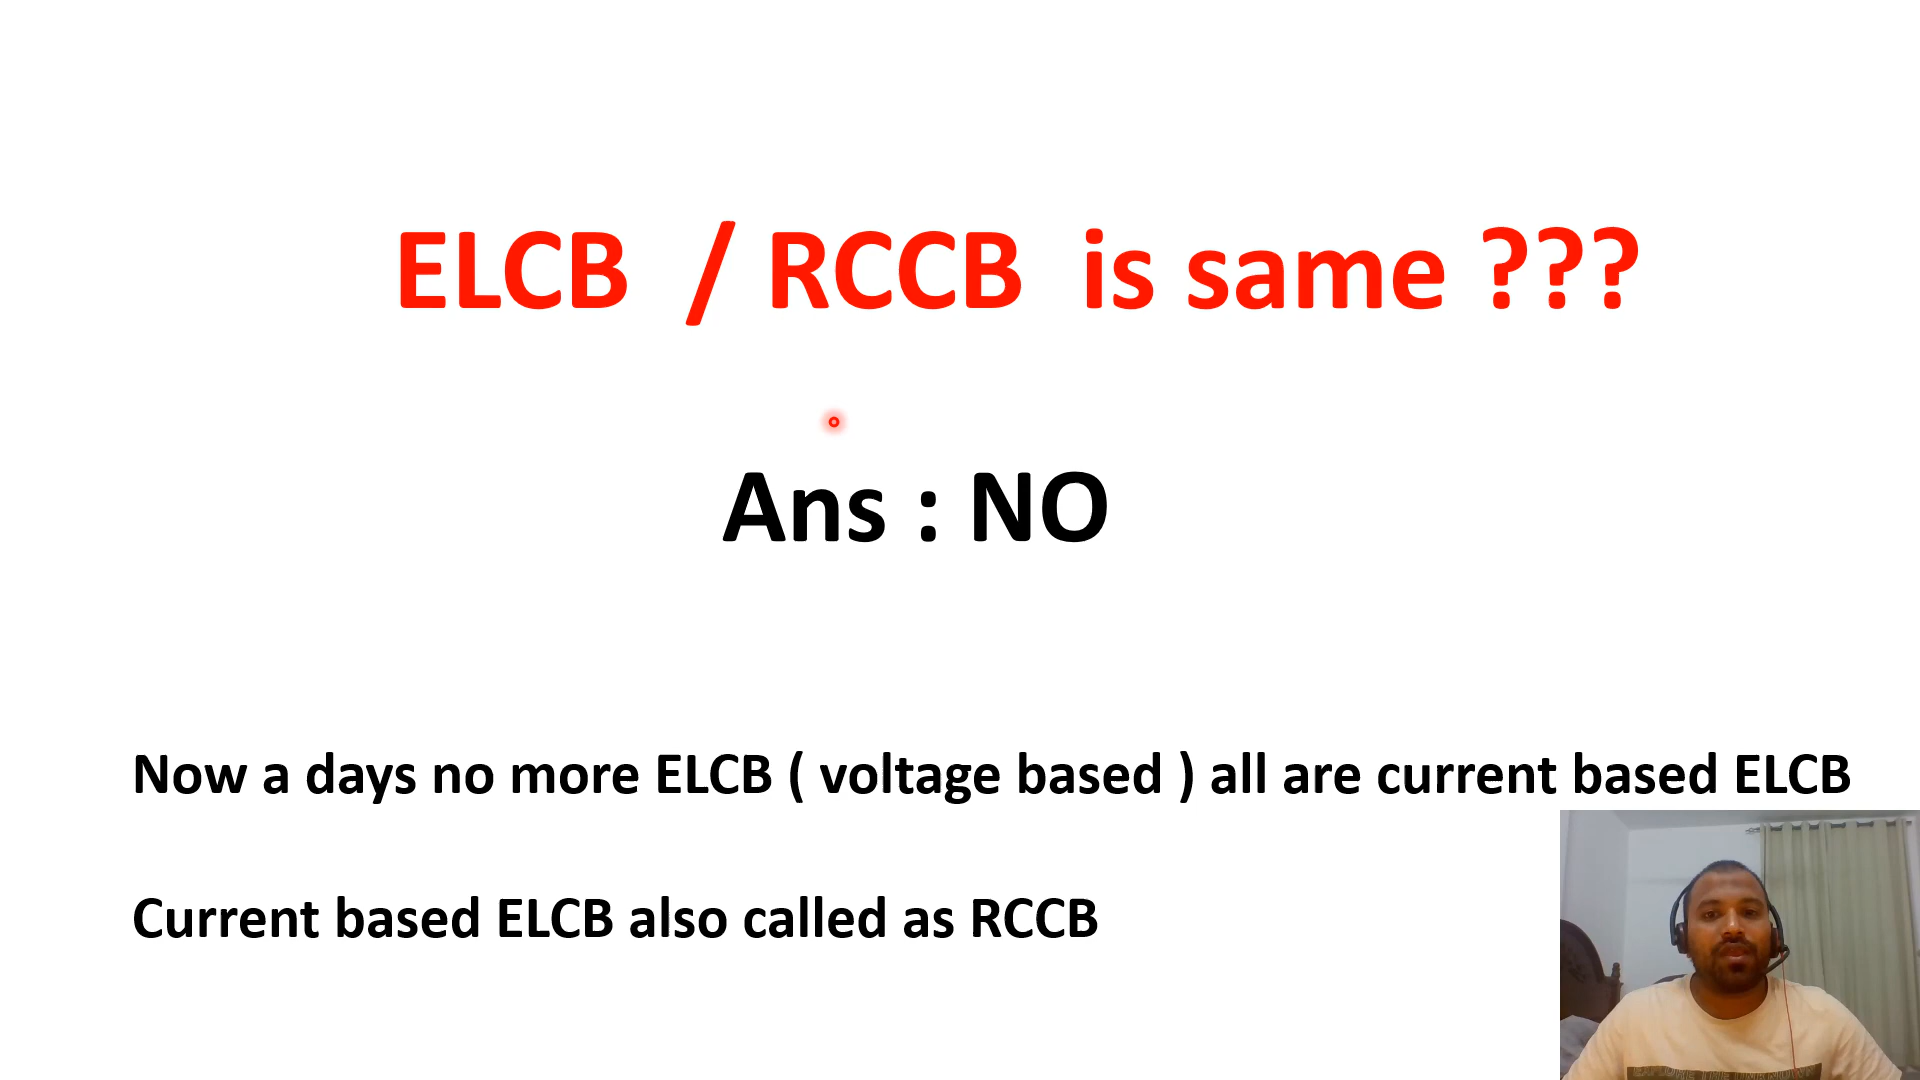 ELCB / RCCB is same ???
Ans : NO
Now a days no more ELCB ( voltage based ) all are current based ELCB
Current based ELCB also called as RCCB